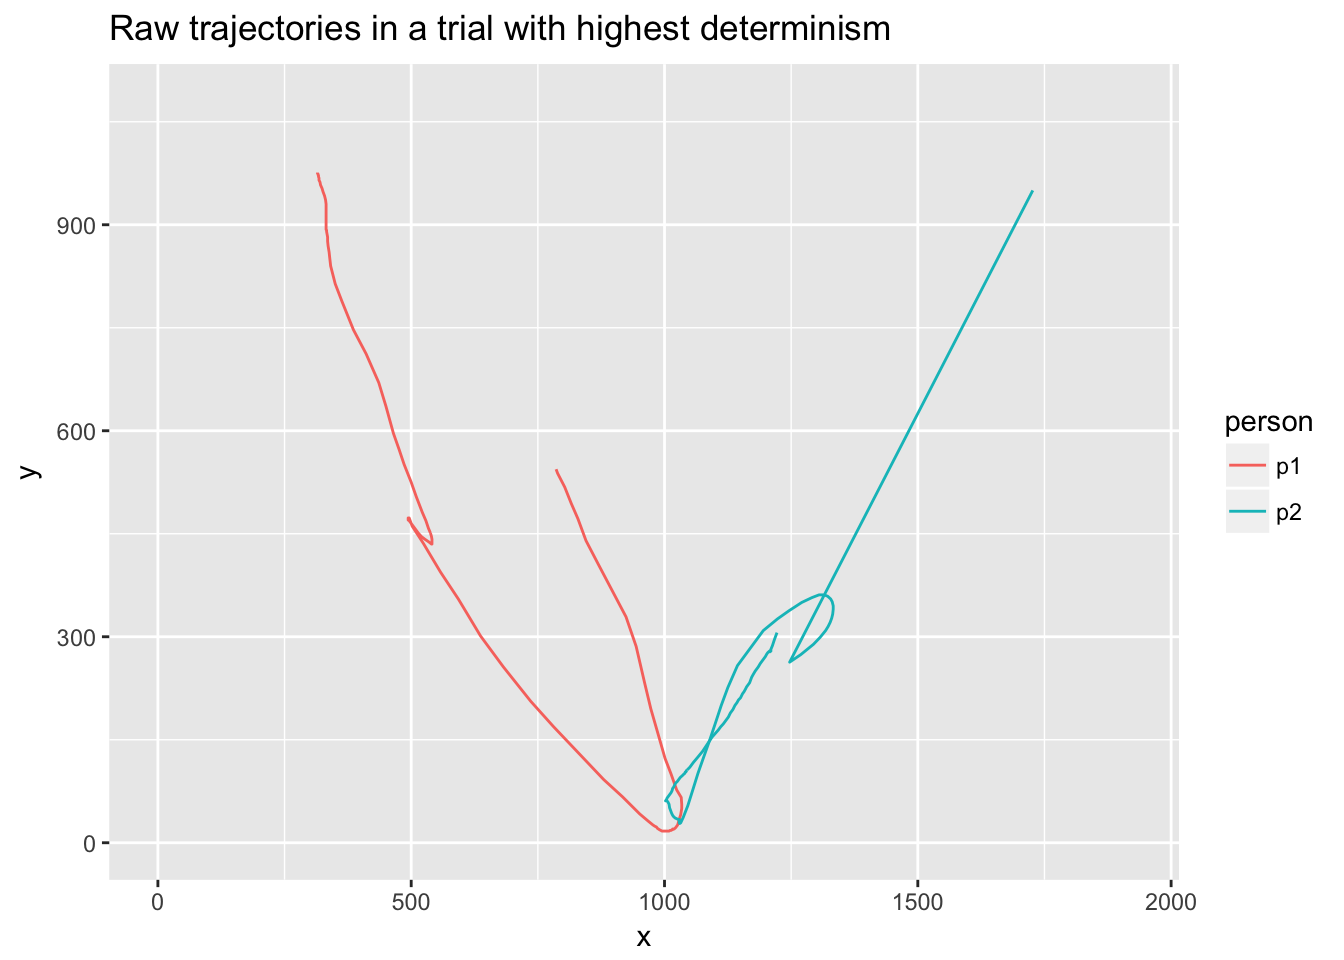 Raw trajectories in a trial with highest determinism
y
900
600
300
0
0 500 1000 1500 2000
x
person
p1
p2